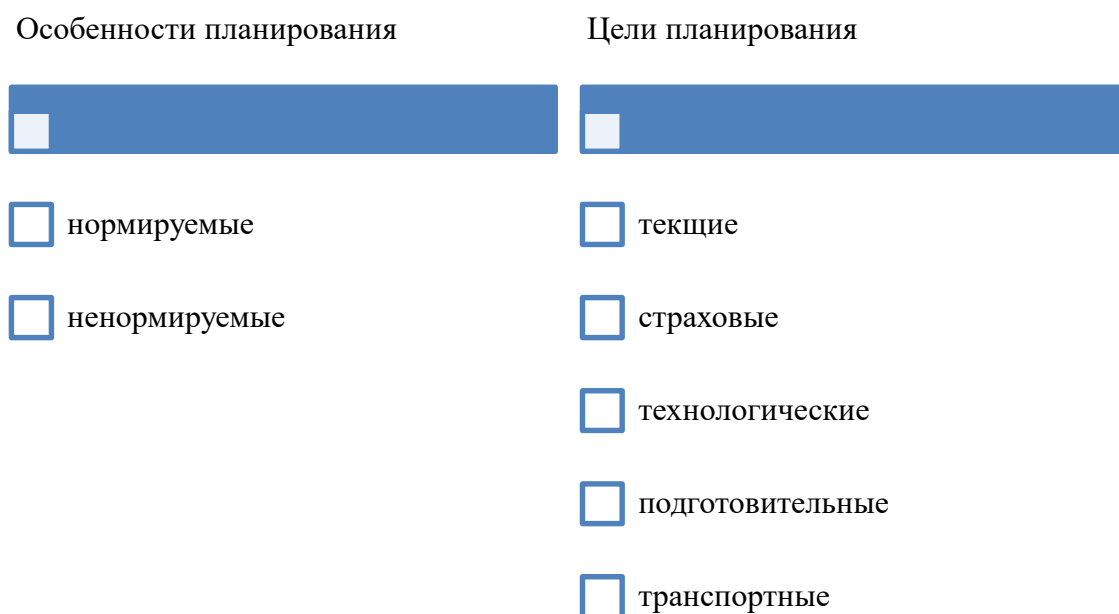 Особенности планирования
нормируемые
ненормируемые
Цели планирования
текщие
страховые
технологические
подготовительные
транспортные